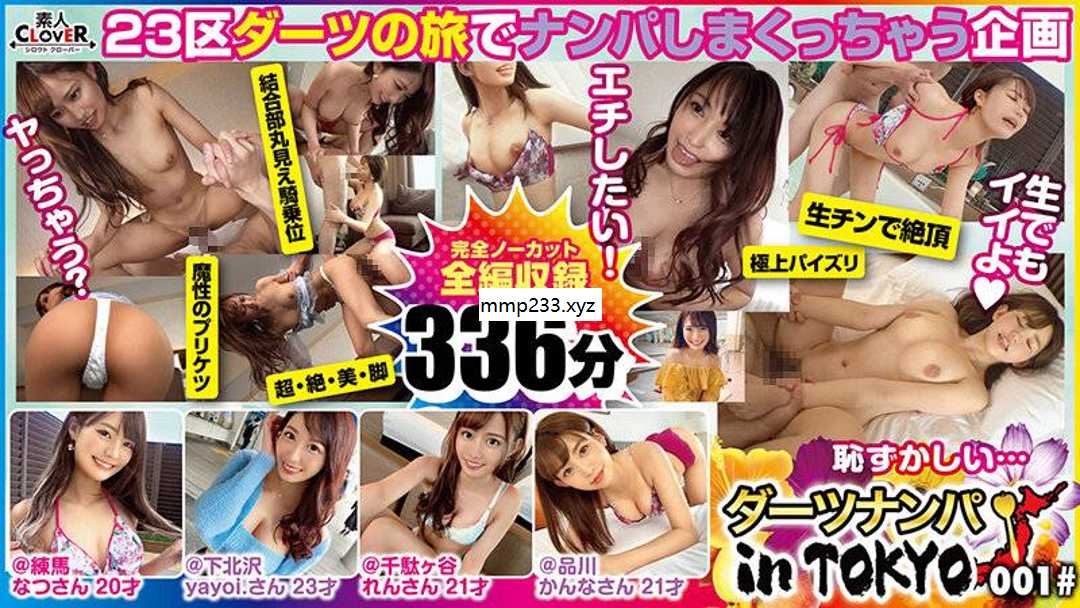 素人
CLOVER
シロウト クローバー
23区ダーツの旅でナンパしまくっちゃう企画
ヤっちゃう?
結合部丸見え騎乗位
魔性のプリケツ
超・絶・美・脚
エチしたい!
完全ノーカット
全編収録
mmp233.xyz
336分
極上パイズリ
生チンで絶頂
生でも
イイよ♥
@練馬
なつさん 20才
@下北沢
yayoi.さん 23才
@千駄ヶ谷
れんさん 21才
@品川
かんなさん 21才
恥ずかしい…
ダーツナンパ
in TOKYO
001#